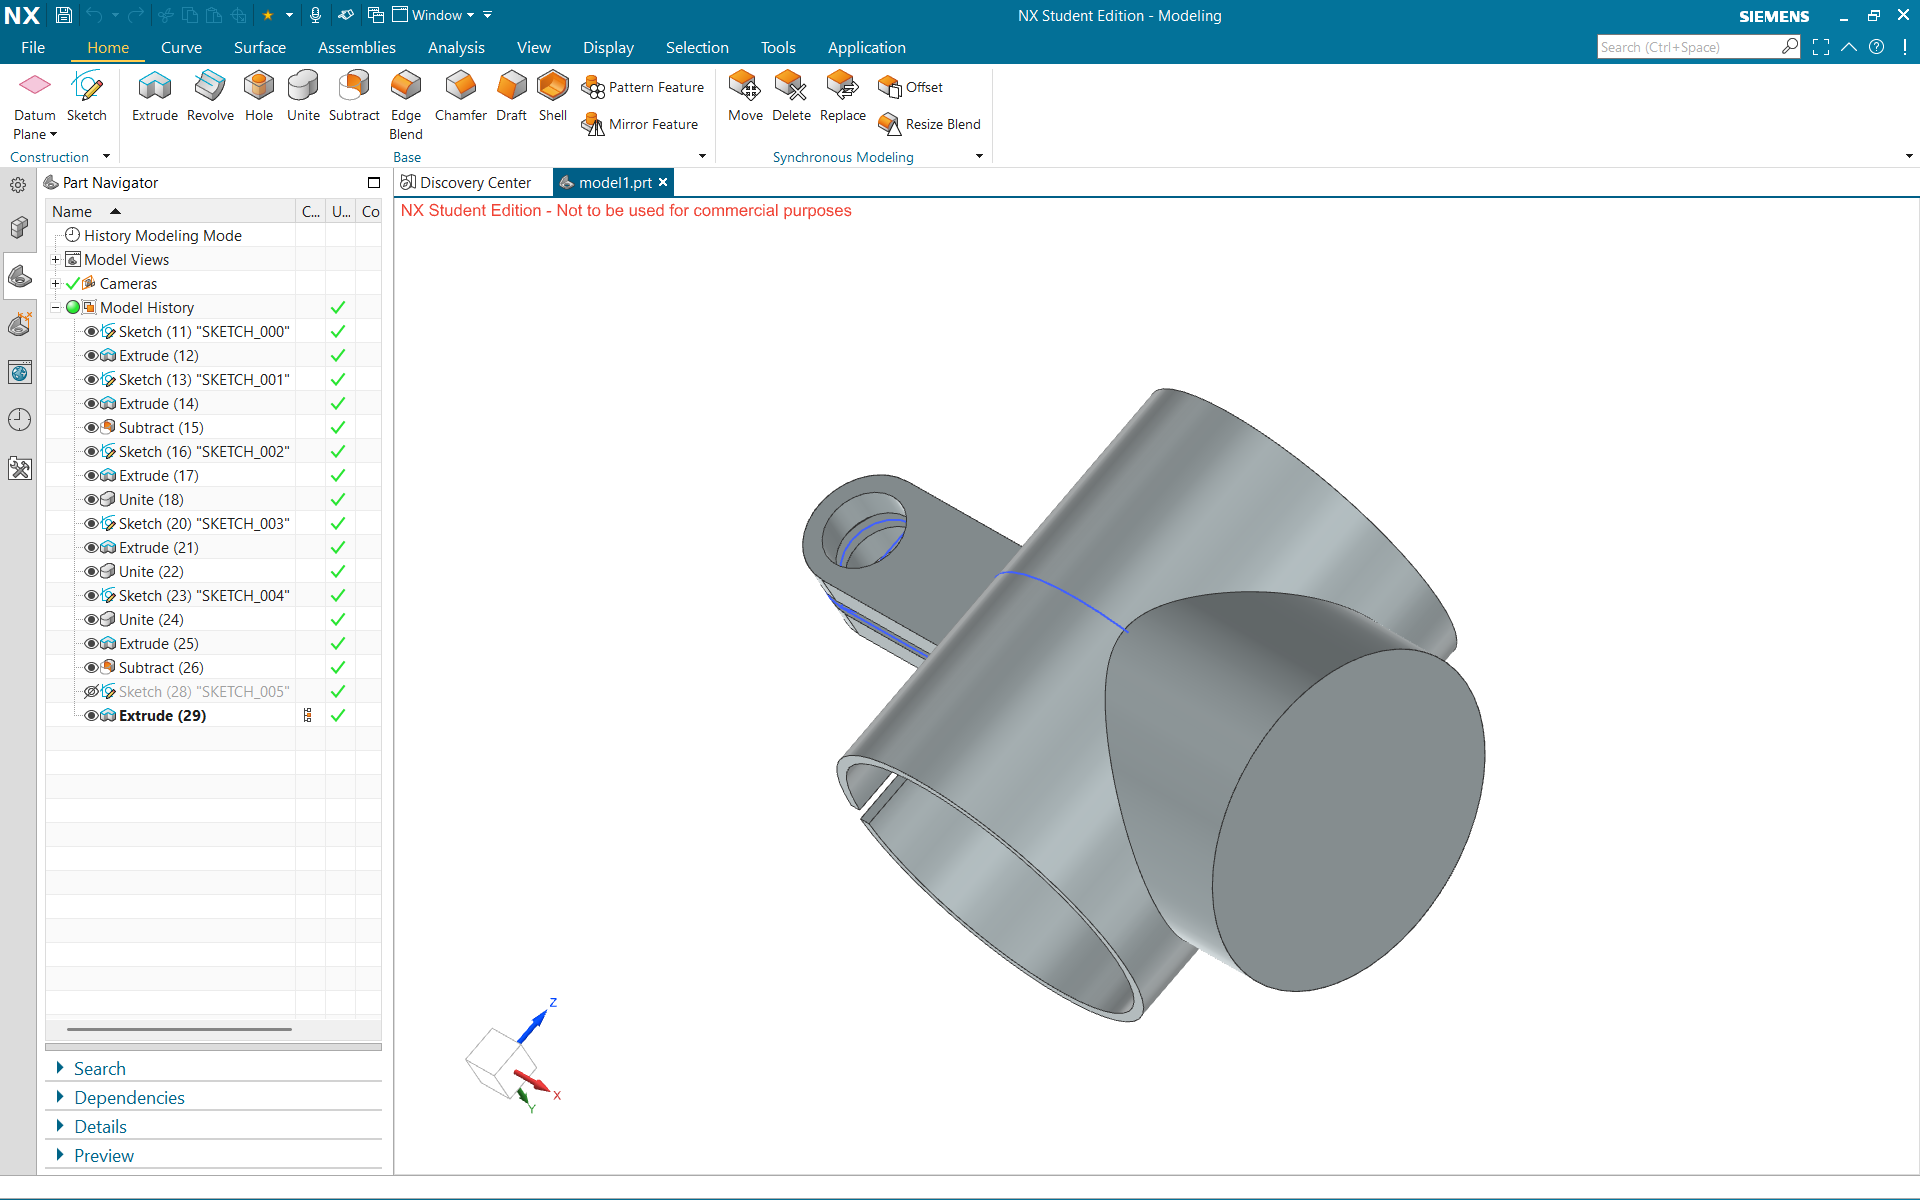 NX
Window
NX Student Edition - Modeling
SIEMENS
File
Home
Curve
Surface
Assemblies
Analysis
View
Display
Selection
Tools
Application
Search (Ctrl+Space)
Datum Plane
Sketch
Extrude
Revolve
Hole
Unite
Subtract
Edge Blend
Chamfer
Draft
Shell
Pattern Feature
Mirror Feature
Move
Delete
Replace
Offset
Resize Blend
Construction
Base
Synchronous Modeling
Part Navigator
Discovery Center
model1.prt
Name C... U... Co
NX Student Edition - Not to be used for commercial purposes
History Modeling Mode
Model Views
Cameras
Model History
Sketch (11) "SKETCH_000"
Extrude (12)
Sketch (13) "SKETCH_001"
Extrude (14)
Subtract (15)
Sketch (16) "SKETCH_002"
Extrude (17)
Unite (18)
Sketch (20) "SKETCH_003"
Extrude (21)
Unite (22)
Sketch (23) "SKETCH_004"
Unite (24)
Extrude (25)
Subtract (26)
Sketch (28) "SKETCH_005"
Extrude (29)
Z
X
Y
Search
Dependencies
Details
Preview